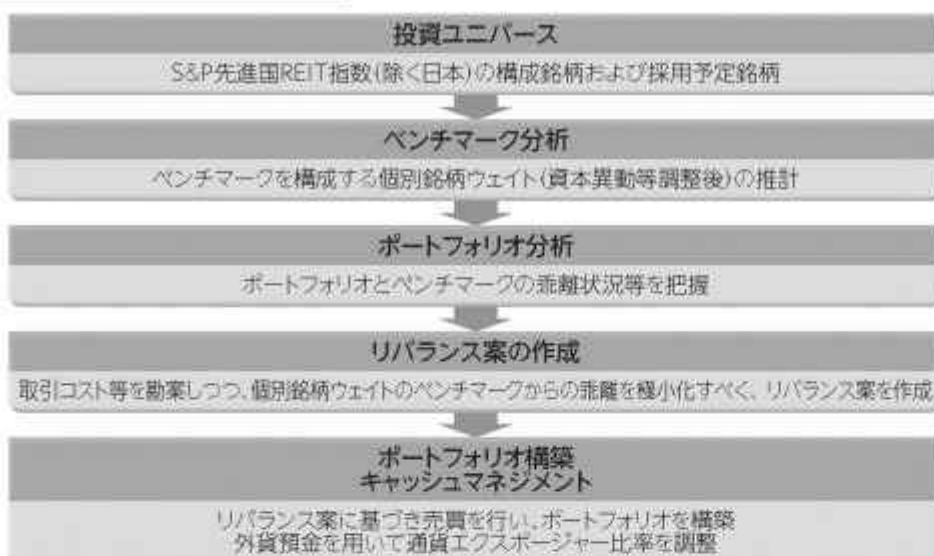 投資ユニバース
S&P先進国REIT指数(除く日本)の構成銘柄および採用予定銘柄
ベンチマーク分析
ベンチマークを構成する個別銘柄ウェイト(資本異動等調整後)の推計
ポートフォリオ分析
ポートフォリオとベンチマークの乖離状況等を把握
リバランス案の作成
取引コスト等を勘案しつつ、個別銘柄ウェイトのベンチマークからの乖離を極小化すべく、リバランス案を作成
ポートフォリオ構築
キャッシュマネジメント
リバランス案に基づき売買を行い、ポートフォリオを構築
外貨預金を用いて通貨エクスポージャー比率を調整